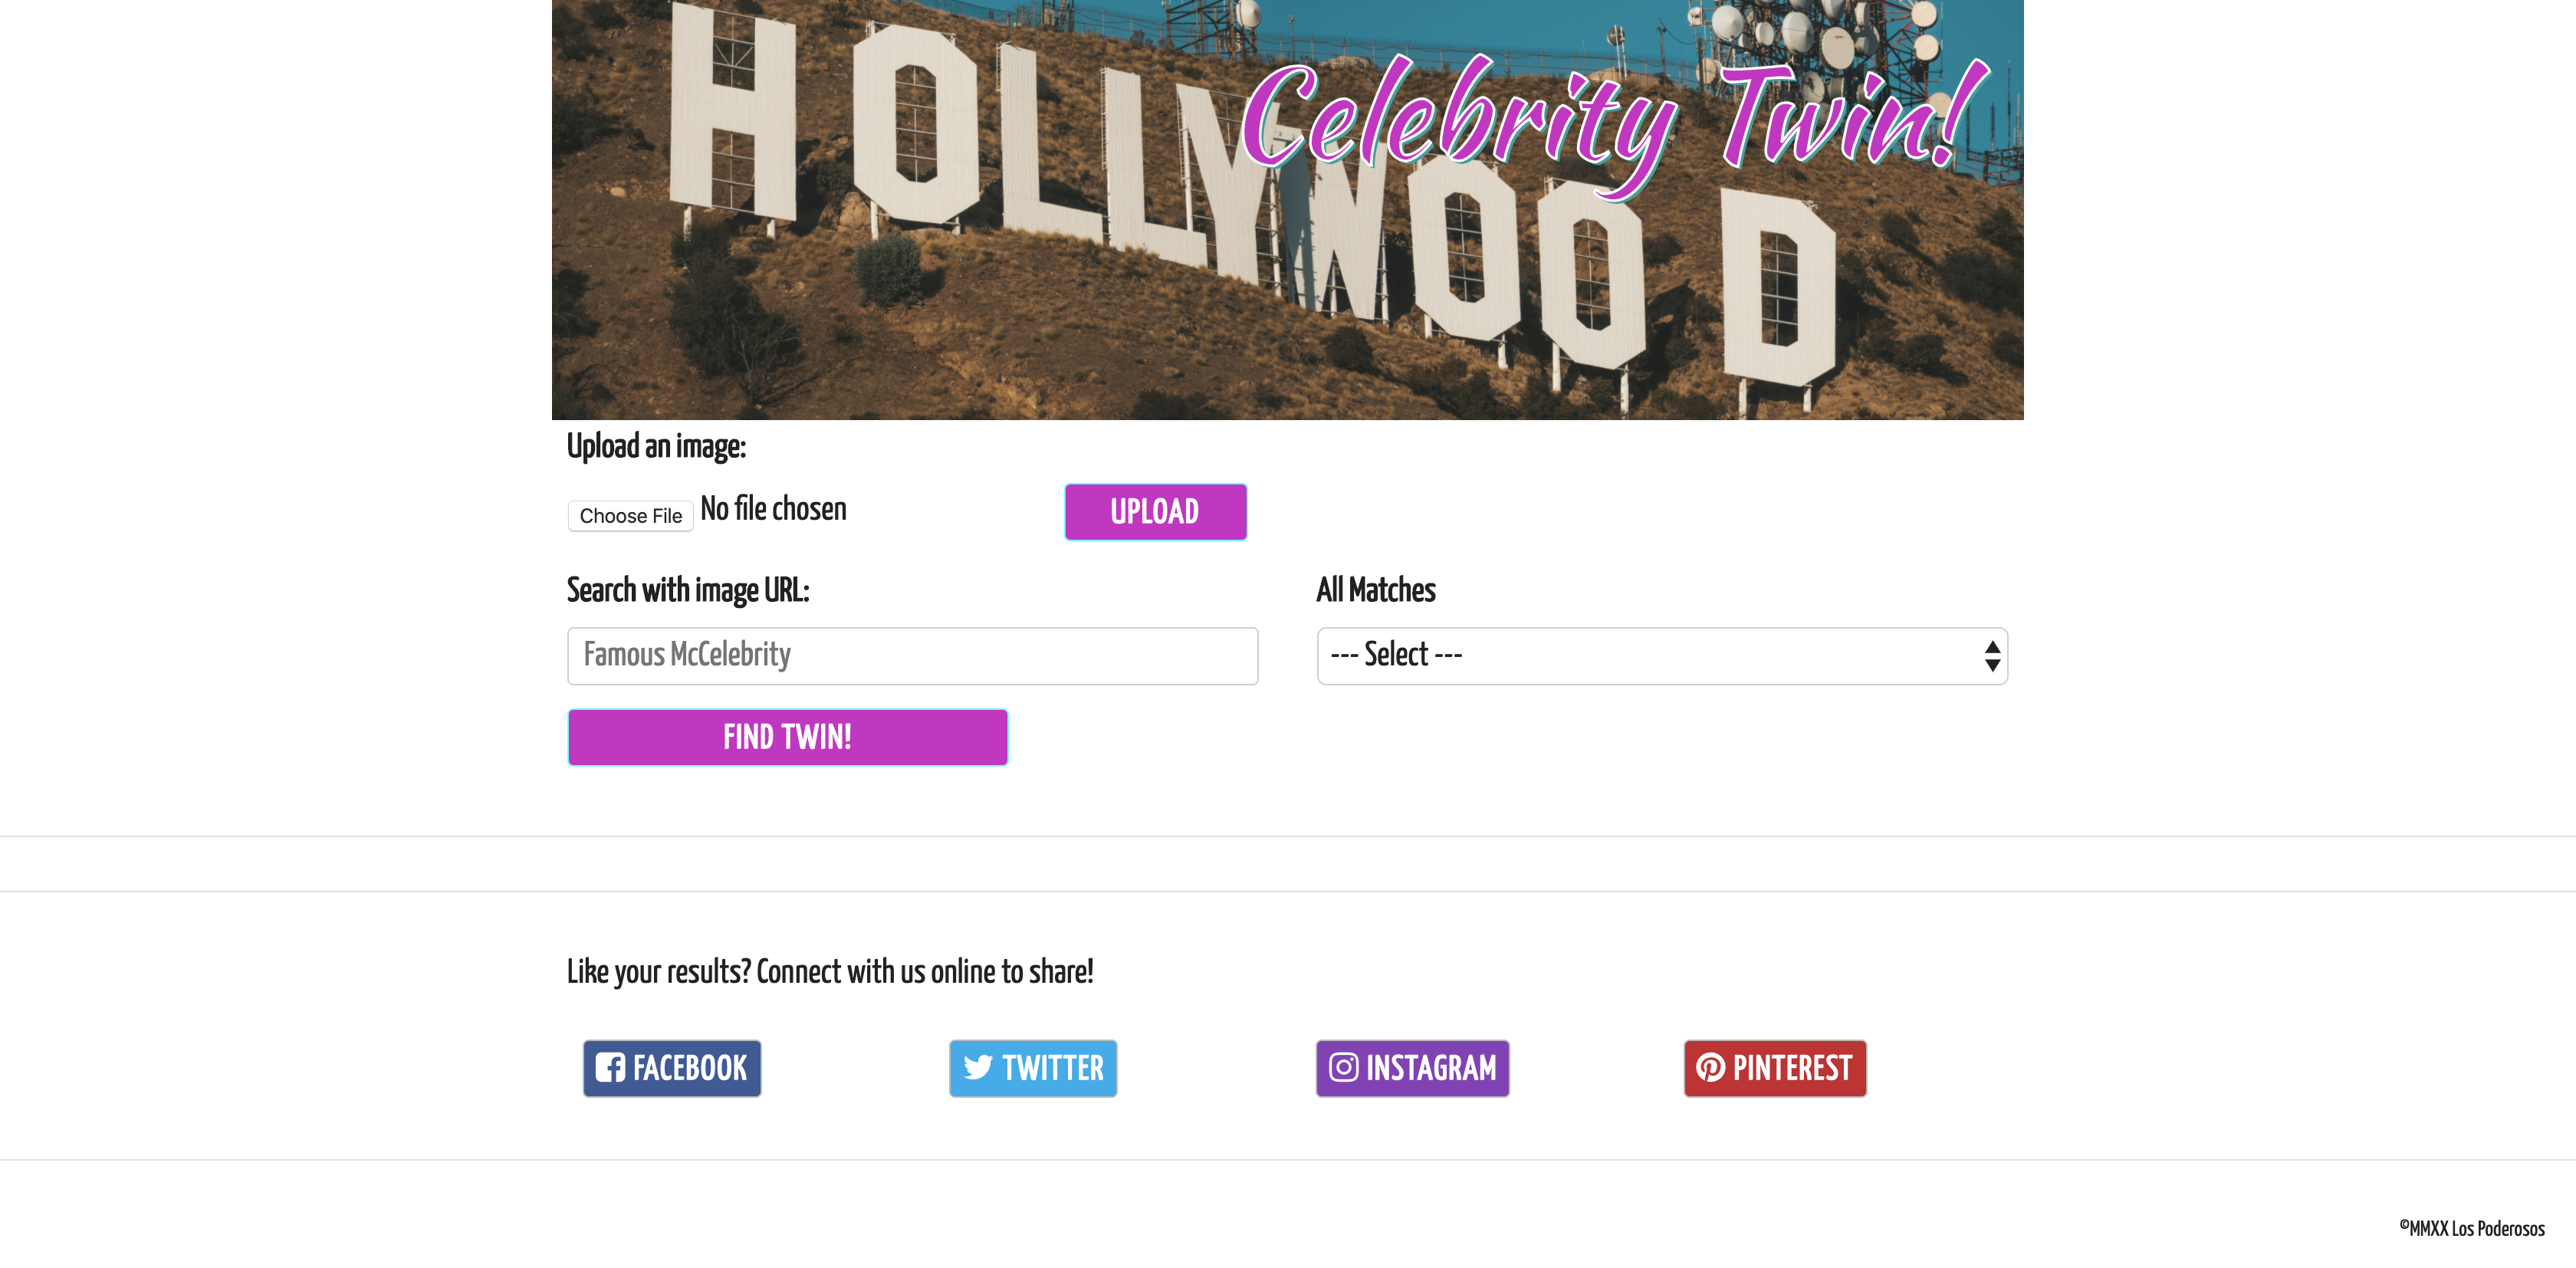 HOLLYWOOD
Celebrity Twin!
Upload an image:
Choose File No file chosen
UPLOAD
Search with image URL:
Famous McCelebrity
All Matches
--- Select ---
FIND TWIN!
Like your results? Connect with us online to share!
FACEBOOK
TWITTER
INSTAGRAM
PINTEREST
©MMXX Los Poderosos